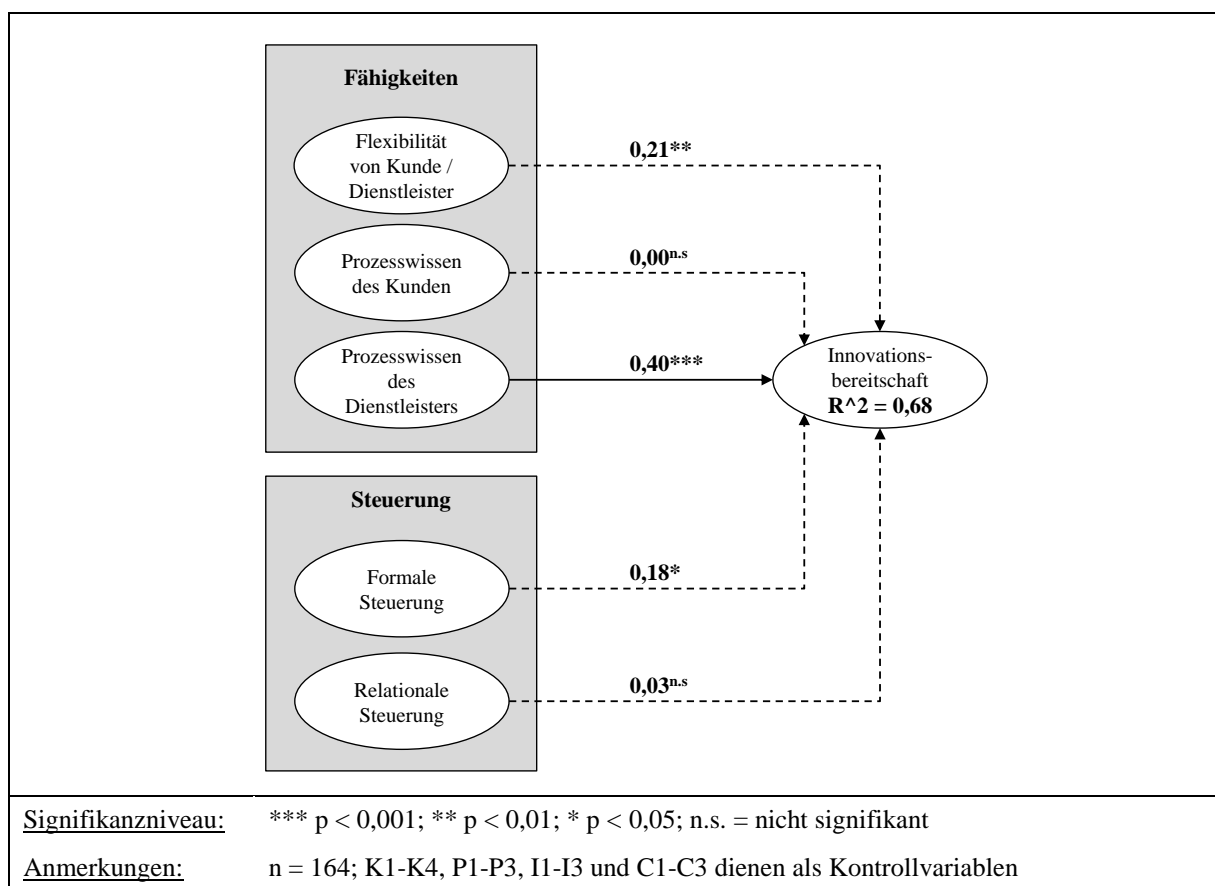 Fähigkeiten
Flexibilität
von Kunde /
Dienstleister
0,21**
Prozesswissen
des Kunden
0,00n.s
Prozesswissen
des
Dienstleisters
0,40***
Innovations-
bereitschaft
R^2 = 0,68
Steuerung
Formale
Steuerung
0,18*
Relationale
Steuerung
0,03n.s
Signifikanzniveau: *** p < 0,001; ** p < 0,01; * p < 0,05; n.s. = nicht signifikant
Anmerkungen: n = 164; K1-K4, P1-P3, I1-I3 und C1-C3 dienen als Kontrollvariablen